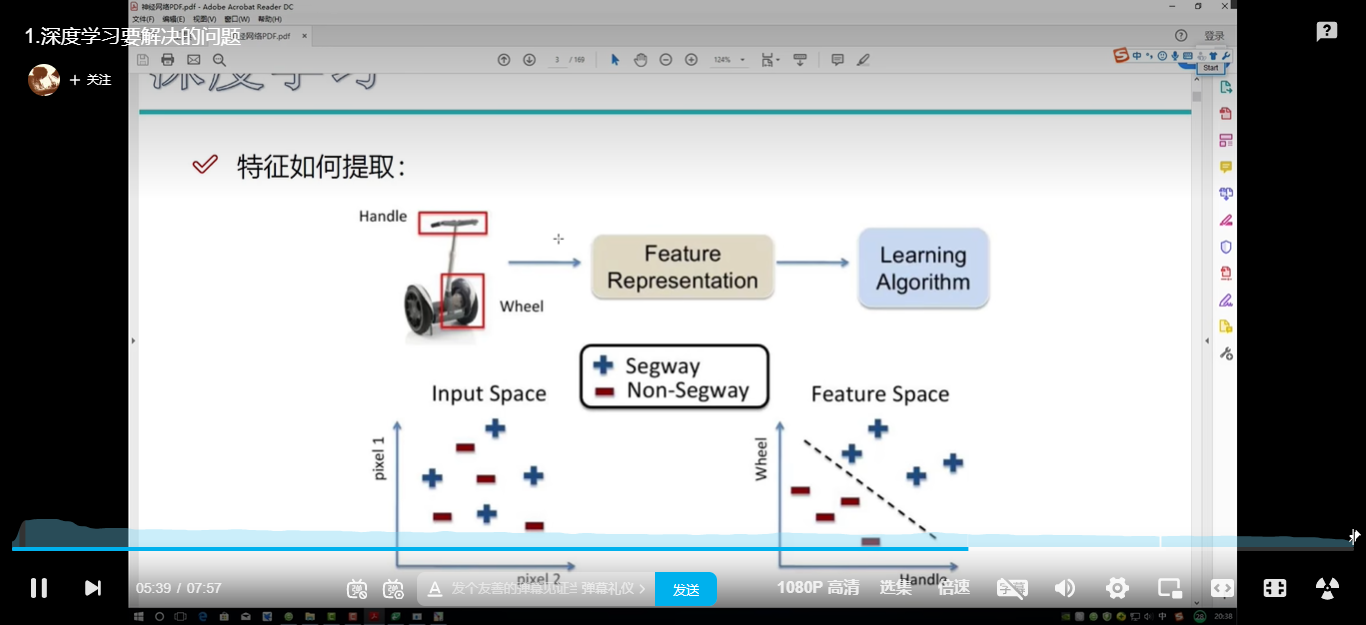 神经网络PDF.pdf - Adobe Acrobat Reader DC
文件(F) 编辑(E) 视图(V) 窗口(W) 帮助(H)
1.深度学习要解决的问题
经网络PDF.pdf ×
登录
3 / 169
124%
中
Start
+ 关注
深度学习
特征如何提取：
Handle
Wheel
Feature
Representation
Learning
Algorithm
Segway
Non-Segway
Input Space
Feature Space
pixel 1
pixel 2
Wheel
Handle
05:39 / 07:57
发个友善的弹幕见证
弹幕礼仪 >
发送
1080P 高清
选集
倍速
20:38